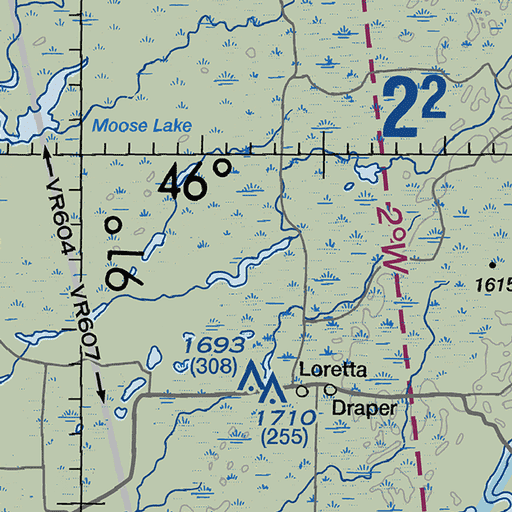 2²
Moose Lake
46°
VR604
91°
2°W
1615
VR607
1693
(308)
Loretta
Draper
1710
(255)